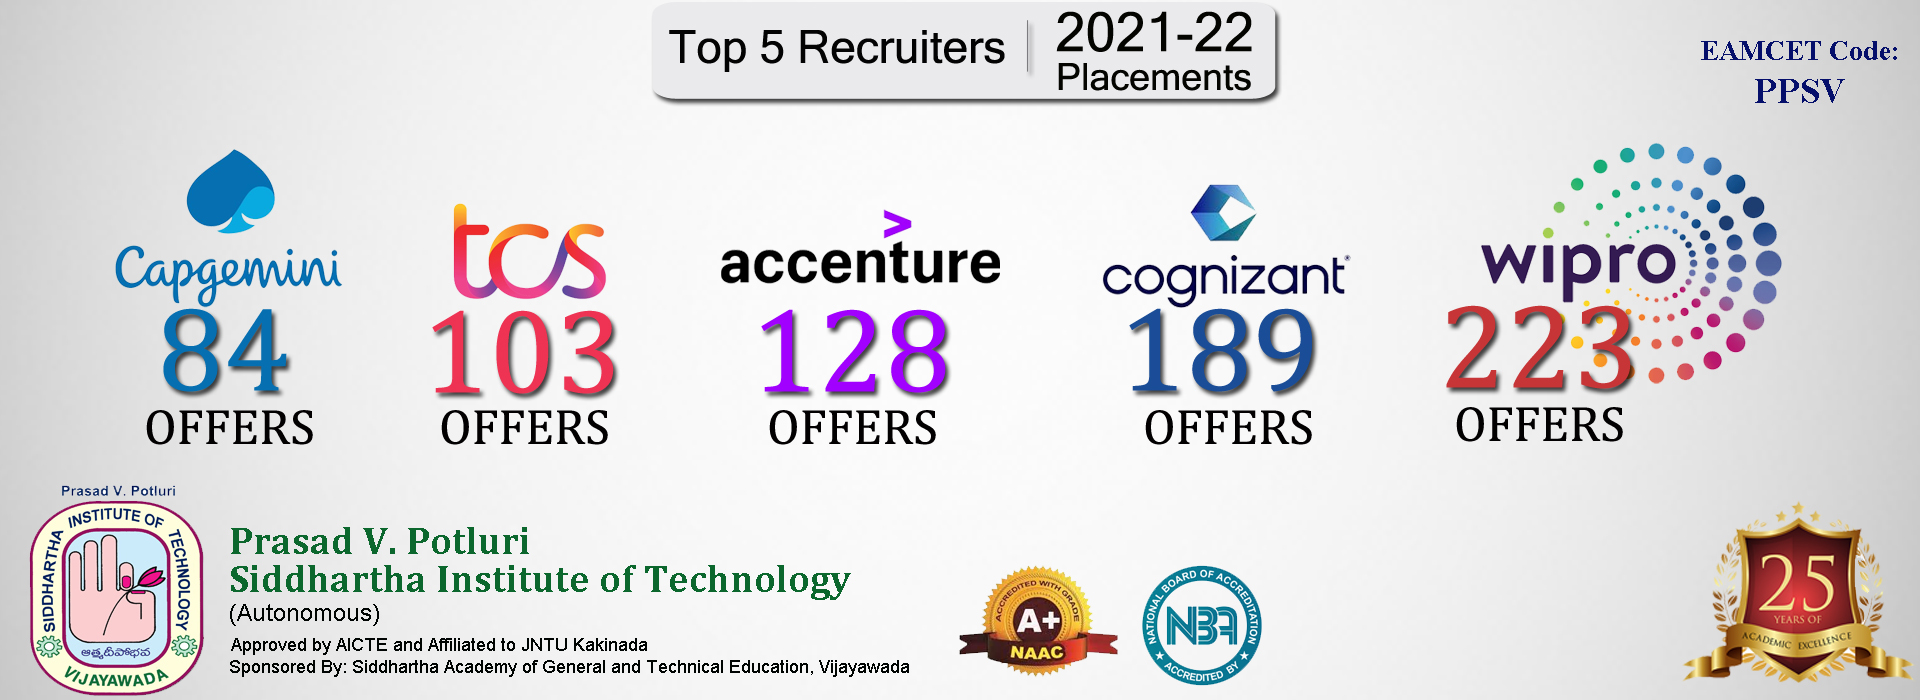 Top 5 Recruiters
2021-22
Placements
EAMCET Code:
PPSV
Capgemini
84
OFFERS
tcs
103
OFFERS
accenture
128
OFFERS
cognizant
189
OFFERS
wipro
223
OFFERS
Prasad V. Potluri
SIDDHARTHA INSTITUTE OF TECHNOLOGY
ఆత్మదీపోభవ
VIJAYAWADA
Prasad V. Potluri
Siddhartha Institute of Technology
(Autonomous)
Approved by AICTE and Affiliated to JNTU Kakinada
Sponsored By: Siddhartha Academy of General and Technical Education, Vijayawada
ACCREDITED WITH GRADE
A+
NAAC
NATIONAL BOARD OF ACCREDITATION
NBA
ACCREDITED BY
25
YEARS OF
ACADEMIC EXCELLENCE